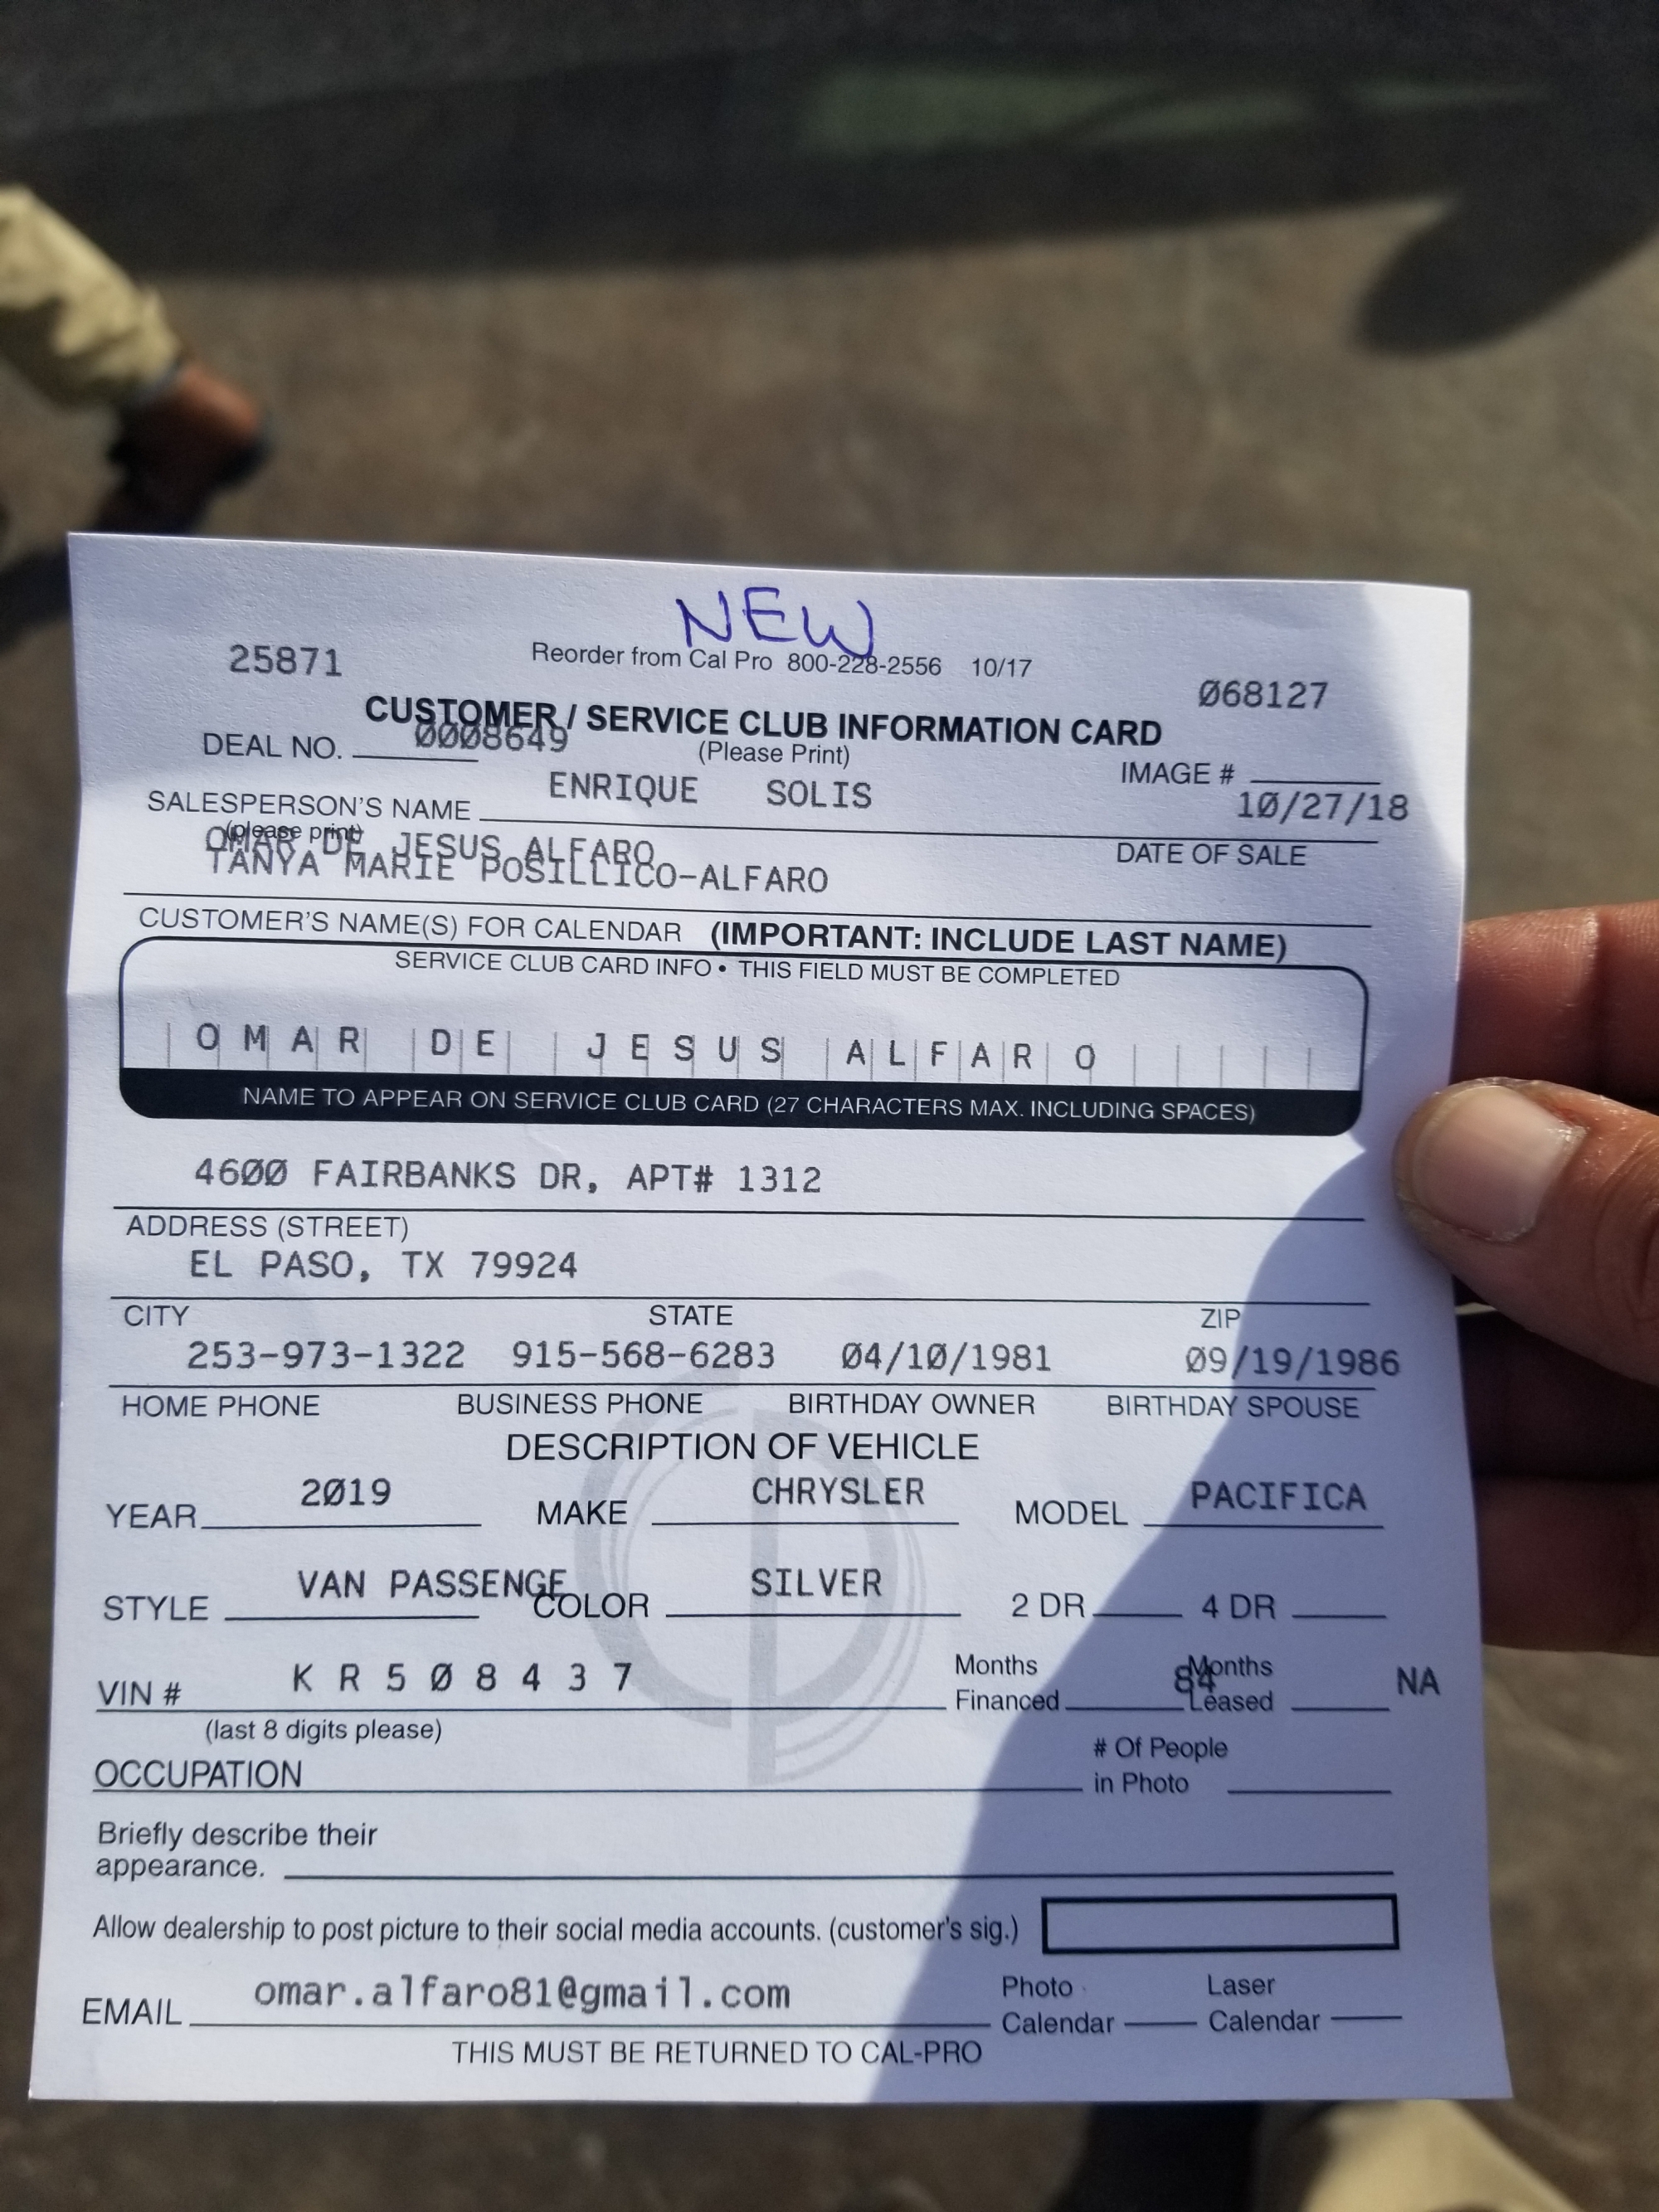 NEW
25871 Reorder from Cal Pro 800-228-2556 10/17
Ø68127
CUSTOMER / SERVICE CLUB INFORMATION CARD
DEAL NO. ØØØ8649 (Please Print)
IMAGE #
SALESPERSON'S NAME ENRIQUE SOLIS 1Ø/27/18
(please print) DATE OF SALE
OMAR DE JESUS ALFARO
TANYA MARIE POSILLICO-ALFARO
CUSTOMER'S NAME(S) FOR CALENDAR (IMPORTANT: INCLUDE LAST NAME)
SERVICE CLUB CARD INFO • THIS FIELD MUST BE COMPLETED
OMAR DE JESUS ALFARO
NAME TO APPEAR ON SERVICE CLUB CARD (27 CHARACTERS MAX. INCLUDING SPACES)
46ØØ FAIRBANKS DR, APT# 1312
ADDRESS (STREET)
EL PASO, TX 79924
CITY STATE ZIP
253-973-1322 915-568-6283 Ø4/1Ø/1981 Ø9/19/1986
HOME PHONE BUSINESS PHONE BIRTHDAY OWNER BIRTHDAY SPOUSE
DESCRIPTION OF VEHICLE
YEAR 2Ø19 MAKE CHRYSLER MODEL PACIFICA
STYLE VAN PASSENGE COLOR SILVER 2 DR 4 DR
VIN # K R 5 Ø 8 4 3 7 Months Financed 84 Months Leased NA
(last 8 digits please)
OCCUPATION # Of People in Photo
Briefly describe their
appearance.
Allow dealership to post picture to their social media accounts. (customer's sig.)
EMAIL omar.alfaro81@gmail.com Photo Calendar Laser Calendar
THIS MUST BE RETURNED TO CAL-PRO